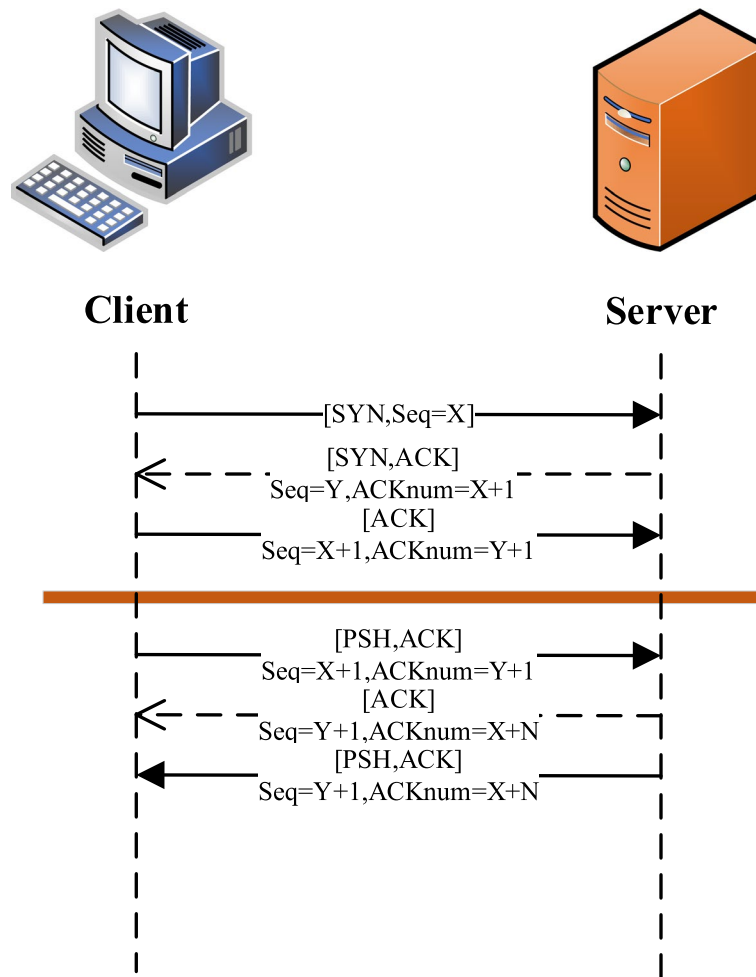 Client
Server
[SYN,Seq=X]
[SYN,ACK]
Seq=Y,ACKnum=X+1
[ACK]
Seq=X+1,ACKnum=Y+1
[PSH,ACK]
Seq=X+1,ACKnum=Y+1
[ACK]
Seq=Y+1,ACKnum=X+N
[PSH,ACK]
Seq=Y+1,ACKnum=X+N